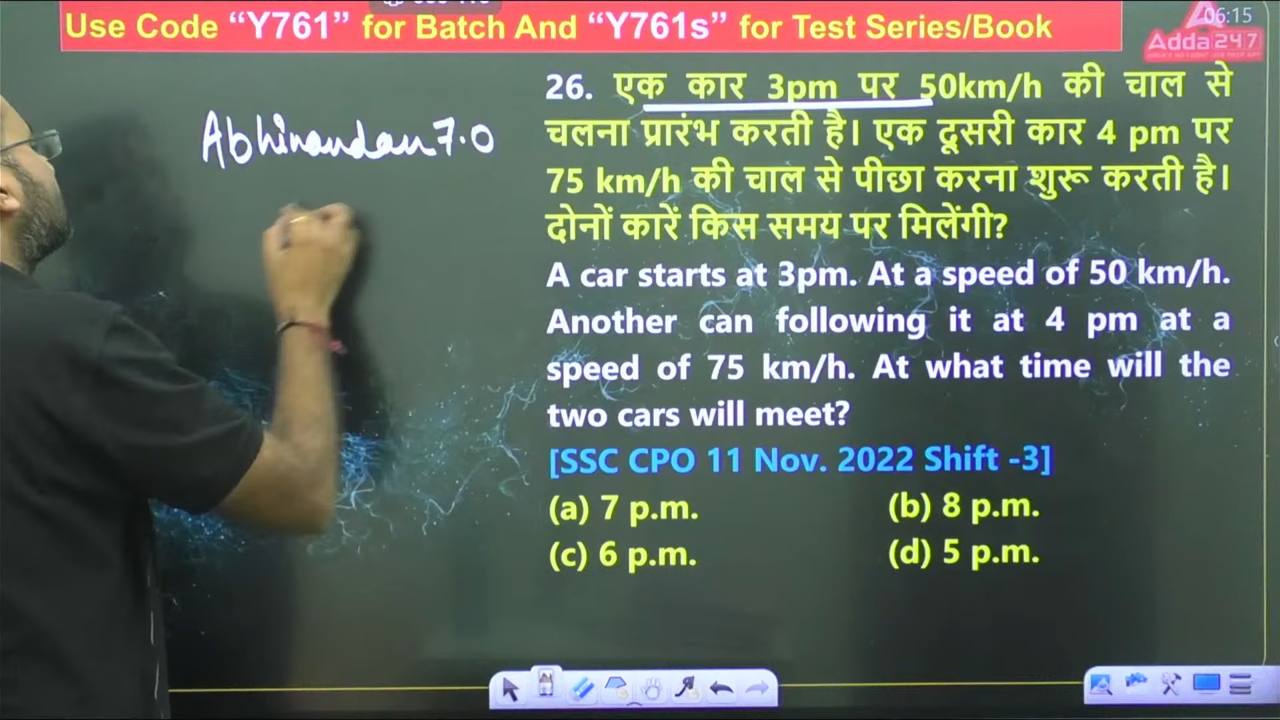 Use Code “Y761” for Batch And “Y761s” for Test Series/Book
06:15
Adda247
Abhinandan 7.0
26. एक कार 3pm पर 50km/h की चाल से
चलना प्रारंभ करती है। एक दूसरी कार 4 pm पर
75 km/h की चाल से पीछा करना शुरू करती है।
दोनों कारें किस समय पर मिलेंगी?
A car starts at 3pm. At a speed of 50 km/h.
Another can following it at 4 pm at a
speed of 75 km/h. At what time will the
two cars will meet?
[SSC CPO 11 Nov. 2022 Shift -3]
(a) 7 p.m. (b) 8 p.m.
(c) 6 p.m. (d) 5 p.m.